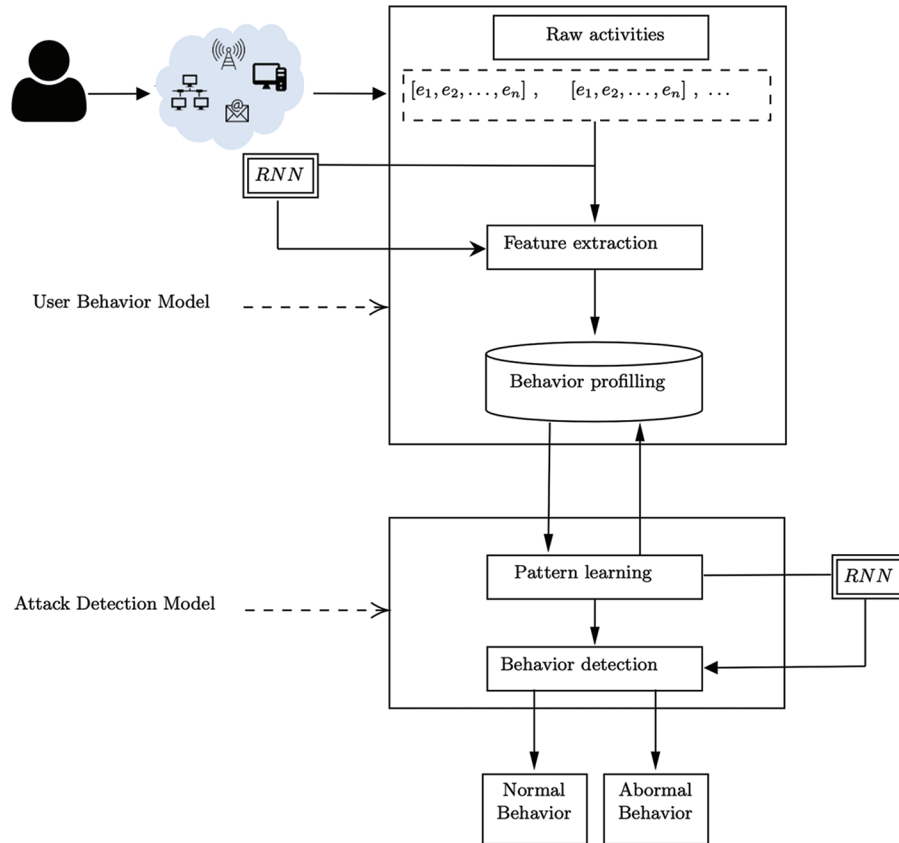 Raw activities
[e₁, e₂, . . . , eₙ] ,    [e₁, e₂, . . . , eₙ] ,  . . .
@
RNN
Feature extraction
User Behavior Model
Behavior profilling
Pattern learning
RNN
Attack Detection Model
Behavior detection
Normal
Behavior
Abormal
Behavior